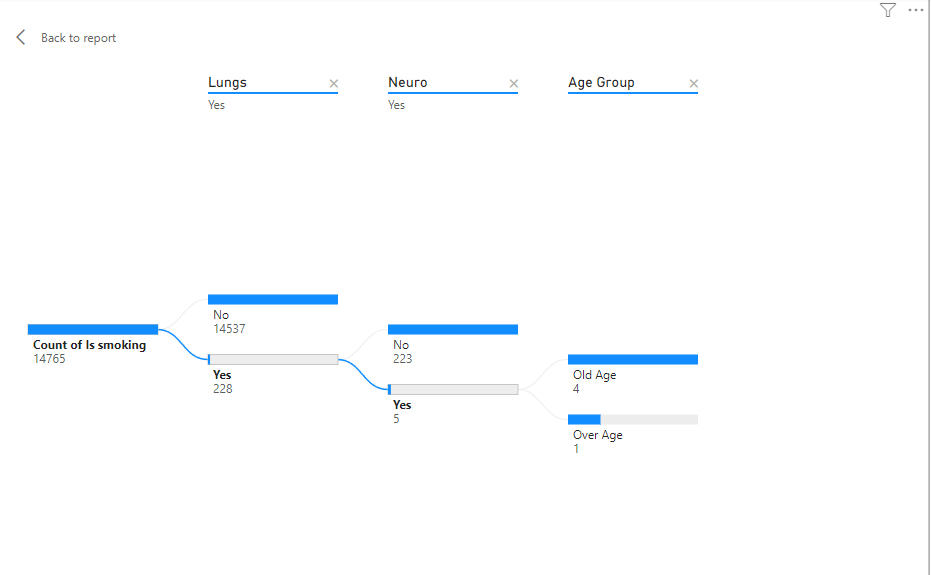 Back to report
Lungs
Yes
Neuro
Yes
Age Group
Count of Is smoking
14765
No
14537
Yes
228
No
223
Yes
5
Old Age
4
Over Age
1